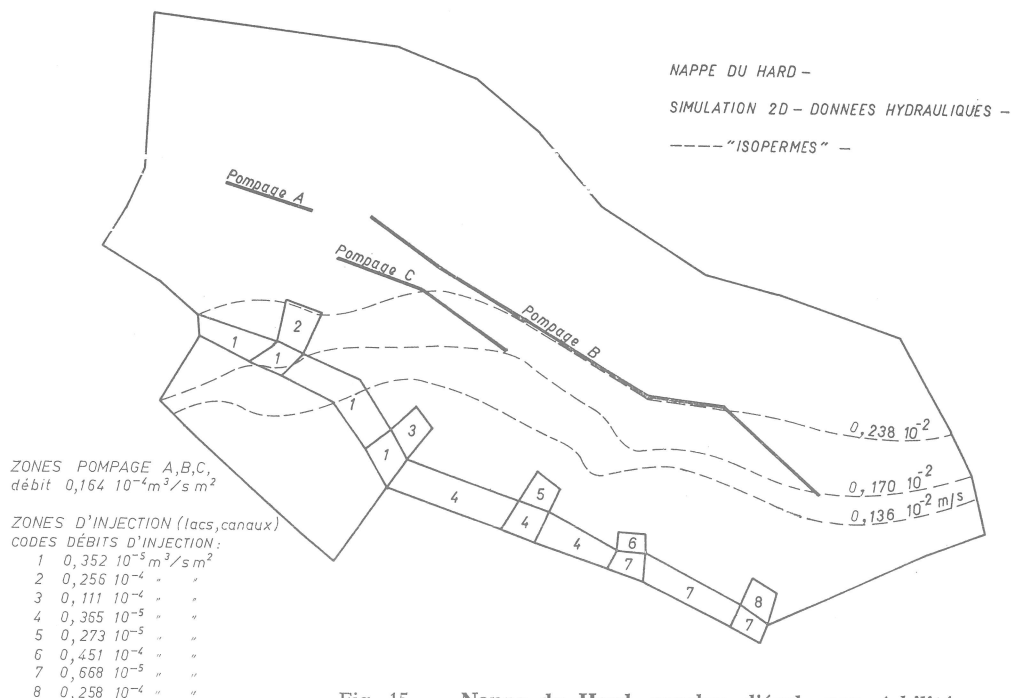 NAPPE DU HARD —
SIMULATION 2D — DONNEES HYDRAULIQUES —
---- "ISOPERMES" —
Pompage A
Pompage C
Pompage B
2
1
1
1
3
1
0,238 10⁻²
0,170 10⁻²
0,136 10⁻² m/s
4
5
4
4
6
7
7
8
7
ZONES POMPAGE A,B,C,
débit 0,164 10⁻⁴m³/s m²
ZONES D'INJECTION (lacs,canaux)
CODES DÉBITS D'INJECTION:
1 0,352 10⁻⁵ m³/s m²
2 0,256 10⁻⁴ " "
3 0,111 10⁻⁴ " "
4 0,365 10⁻⁵ " "
5 0,273 10⁻⁵ " "
6 0,451 10⁻⁴ " "
7 0,668 10⁻⁵ " "
8 0,258 10⁻⁴ " "